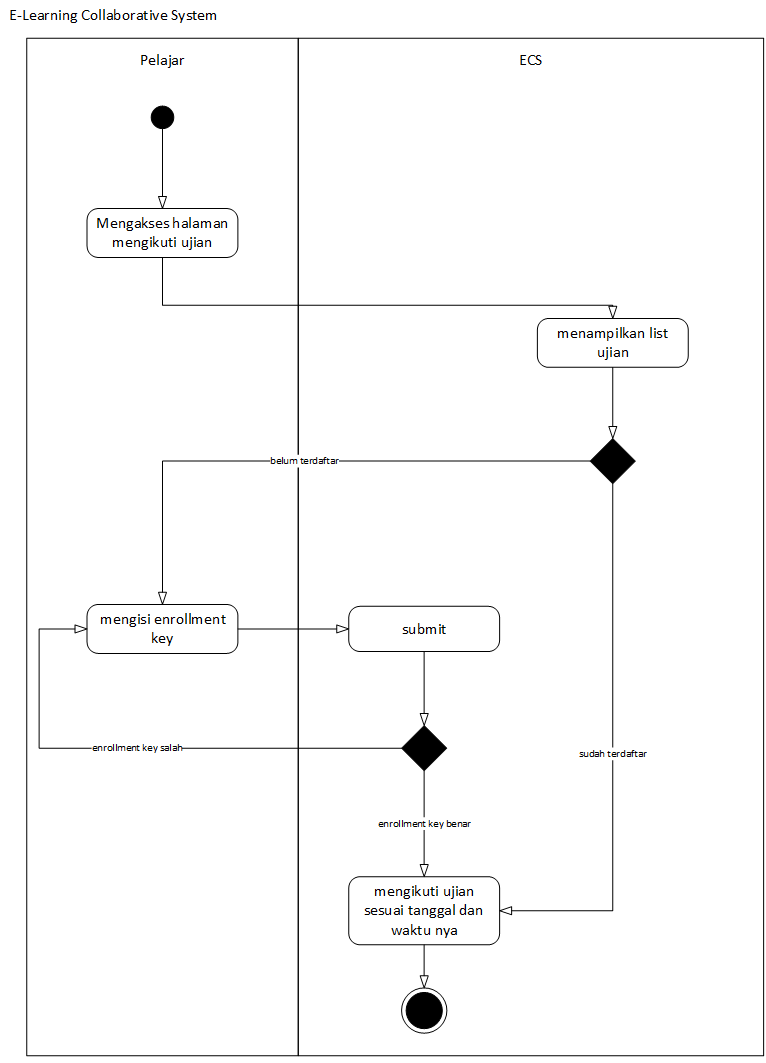 E-Learning Collaborative System
Pelajar
ECS
Mengakses halaman
mengikuti ujian
menampilkan list
ujian
belum terdaftar
mengisi enrollment
key
submit
enrollment key salah
sudah terdaftar
enrollment key benar
mengikuti ujian
sesuai tanggal dan
waktu nya